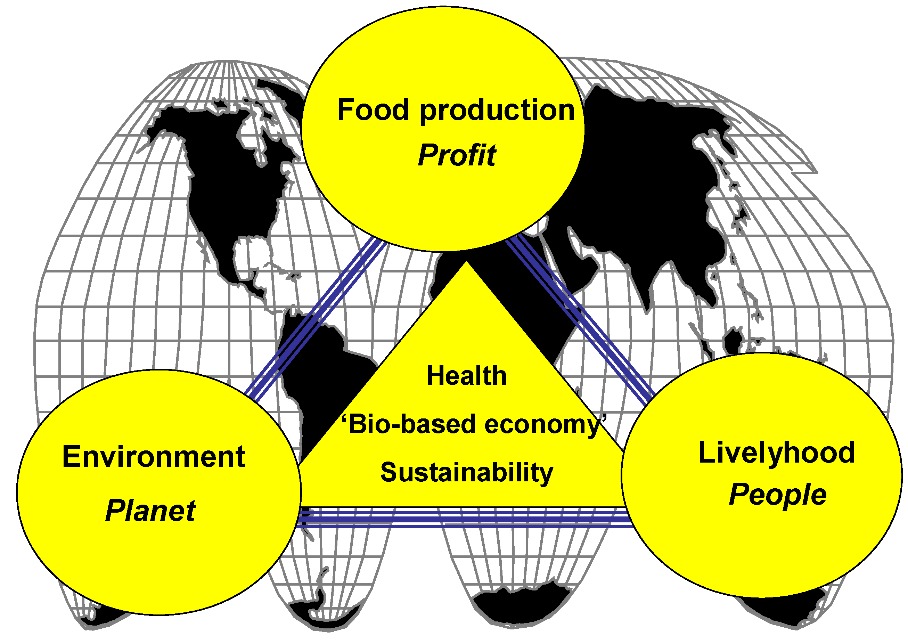 Food production
Profit
Health
‘Bio-based economy’
Sustainability
Environment
Planet
Livelyhood
People